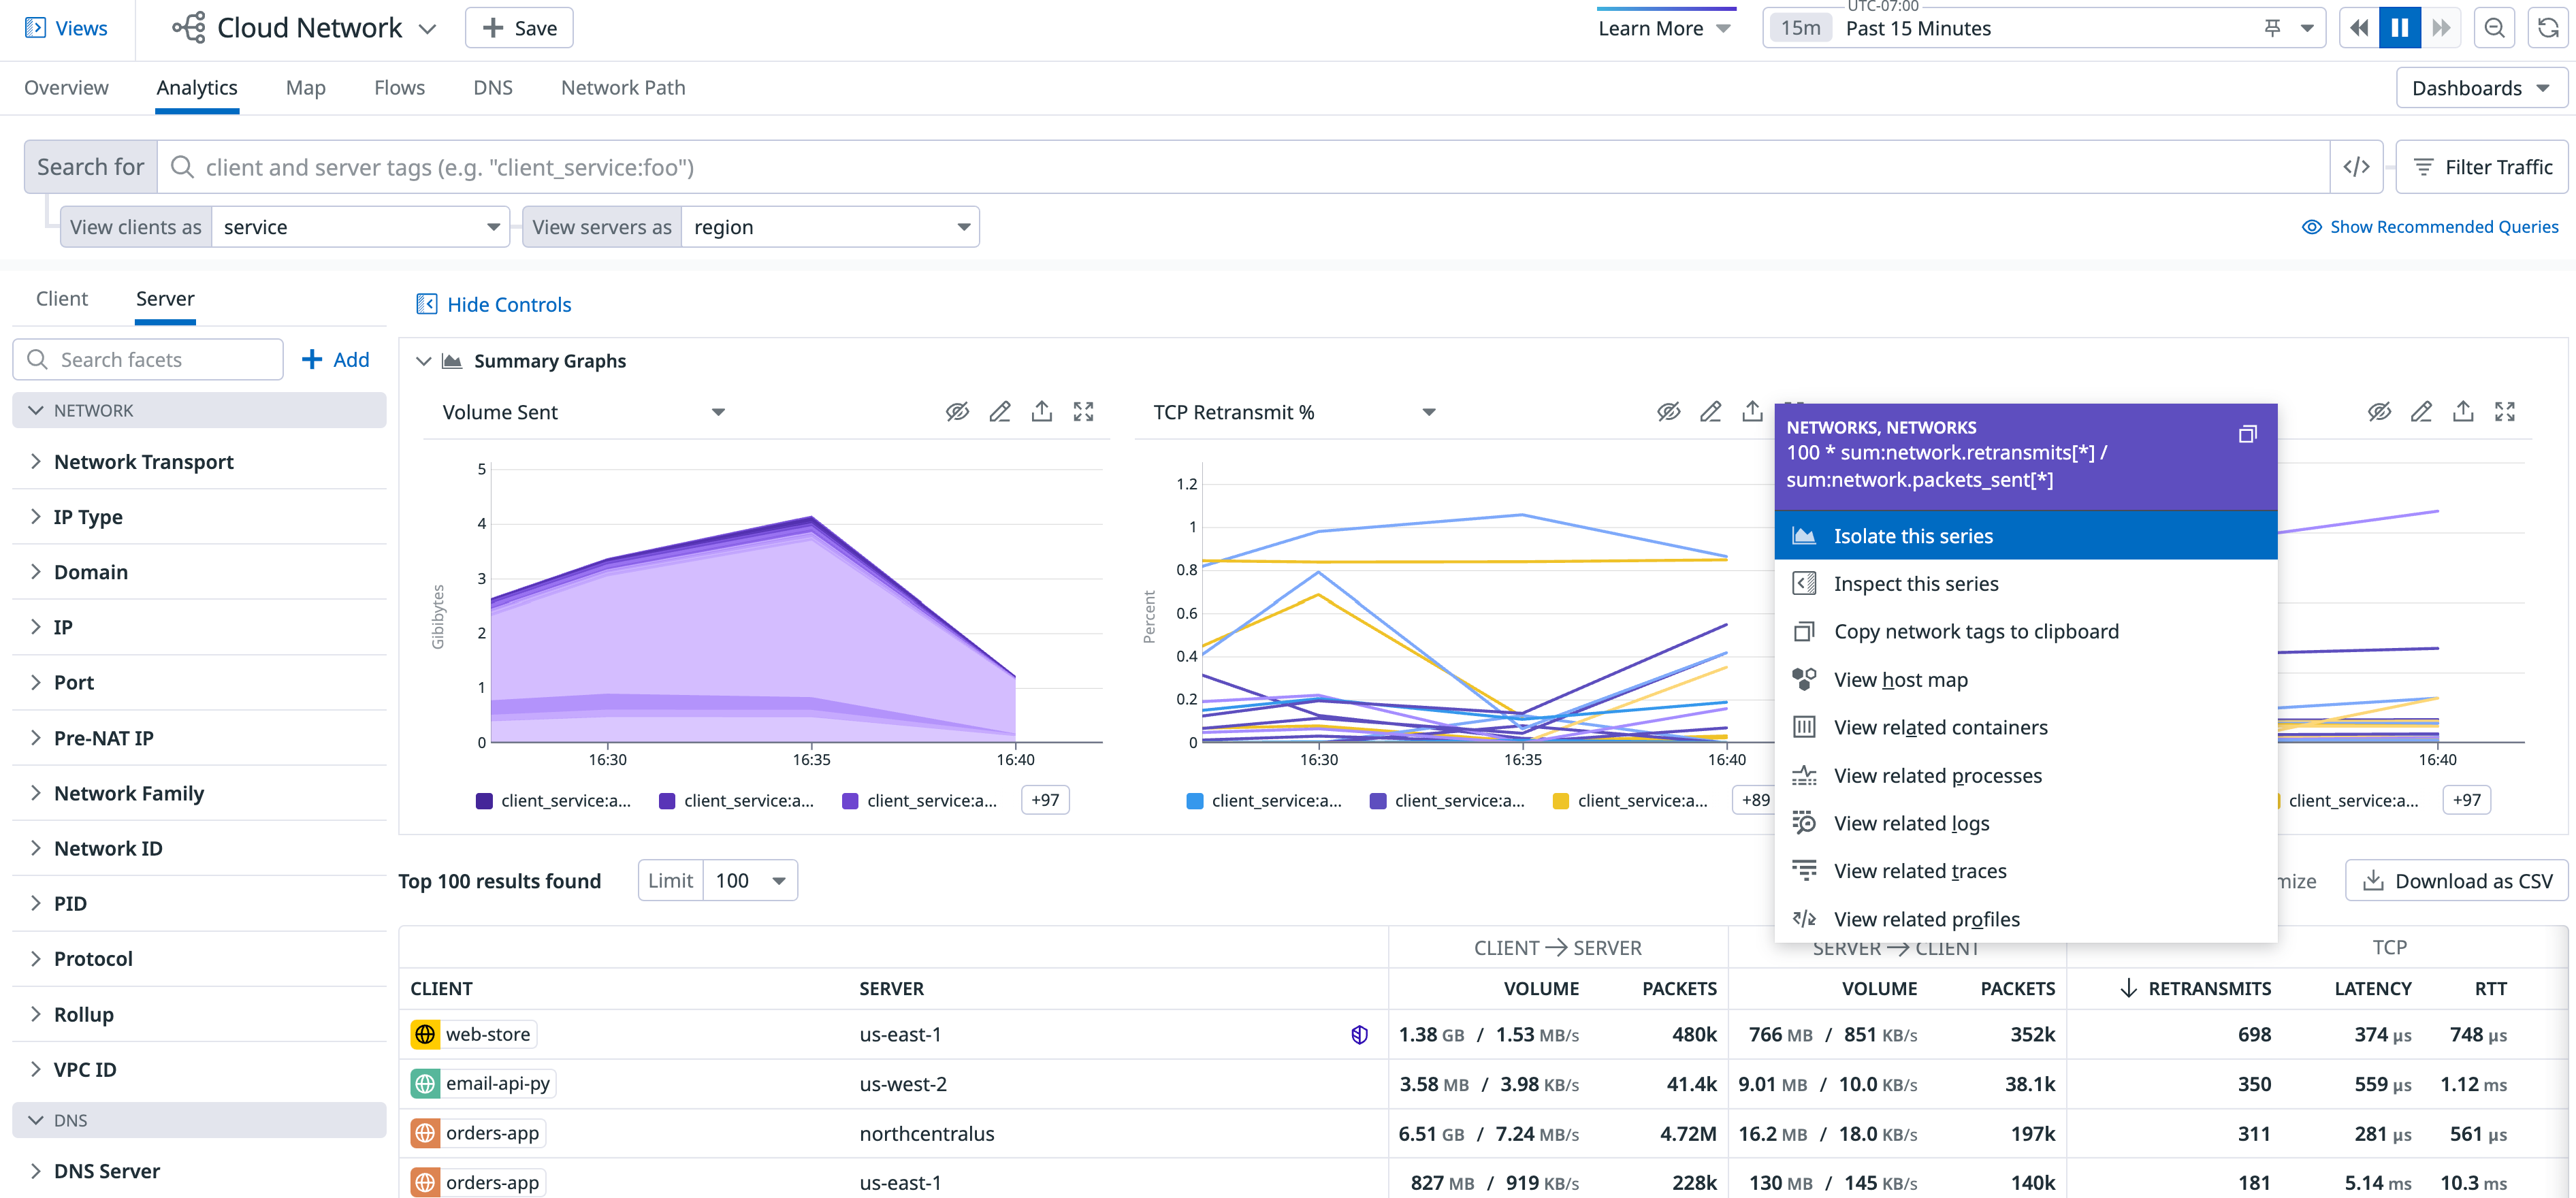 Views
Cloud Network
Save
Learn More
UTC-07:00
15m Past 15 Minutes
Overview Analytics Map Flows DNS Network Path
Dashboards
Search for client and server tags (e.g. "client_service:foo")
</>
Filter Traffic
View clients as service View servers as region
Show Recommended Queries
Client Server
Hide Controls
Search facets
+ Add
NETWORK
Network Transport
IP Type
Domain
IP
Port
Pre-NAT IP
Network Family
Network ID
PID
Protocol
Rollup
VPC ID
DNS
DNS Server
Summary Graphs
Volume Sent
Gibibytes
5
4
3
2
1
0
16:30 16:35 16:40
client_service:a... client_service:a... client_service:a... +97
TCP Retransmit %
Percent
1.2
1
0.8
0.6
0.4
0.2
0
16:30 16:35 16:40
client_service:a... client_service:a... client_service:a... +89
NETWORKS, NETWORKS
100 * sum:network.retransmits[*] /
sum:network.packets_sent[*]
Isolate this series
Inspect this series
Copy network tags to clipboard
View host map
View related containers
View related processes
View related logs
View related traces
View related profiles
16:40
client_service:a... +97
Top 100 results found
Limit 100
mize
Download as CSV
CLIENT → SERVER SERVER → CLIENT TCP
CLIENT SERVER VOLUME PACKETS VOLUME PACKETS ↓ RETRANSMITS LATENCY RTT
web-store us-east-1 1.38 GB / 1.53 MB/s 480k 766 MB / 851 KB/s 352k 698 374 µs 748 µs
email-api-py us-west-2 3.58 MB / 3.98 KB/s 41.4k 9.01 MB / 10.0 KB/s 38.1k 350 559 µs 1.12 ms
orders-app northcentralus 6.51 GB / 7.24 MB/s 4.72M 16.2 MB / 18.0 KB/s 197k 311 281 µs 561 µs
orders-app us-east-1 827 MB / 919 KB/s 228k 130 MB / 145 KB/s 140k 181 5.14 ms 10.3 ms